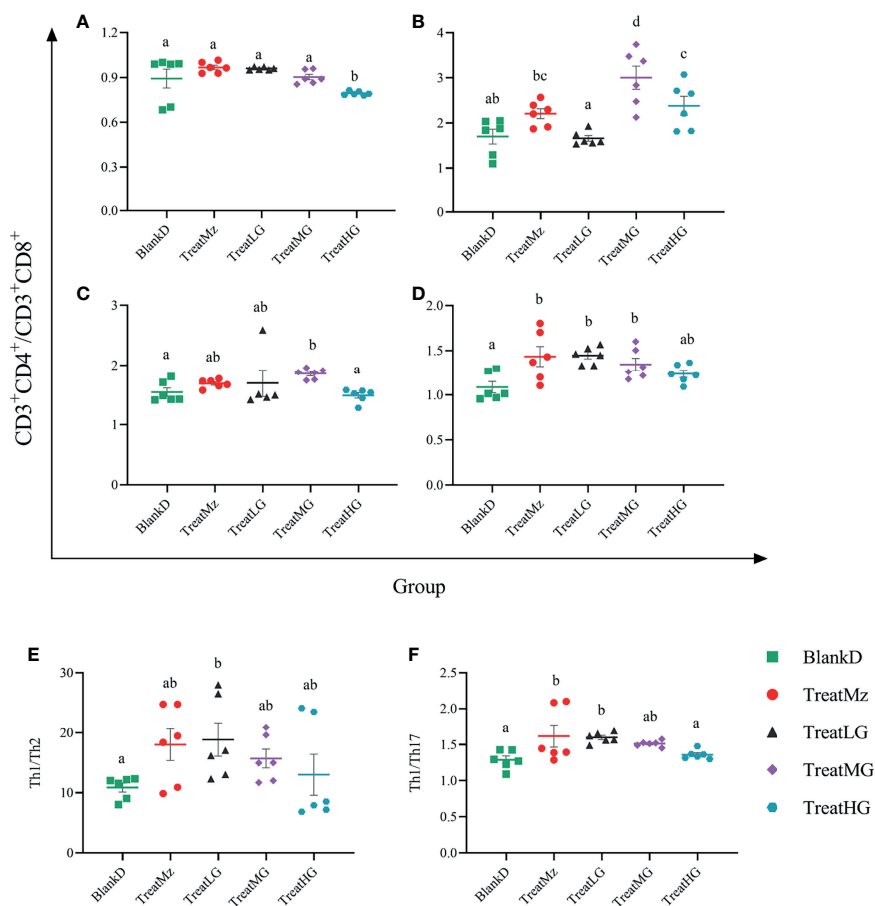 A
a a a a b
1.2
0.9
0.6
0.3
0.0
BlankD TreatMz TreatLG TreatMG TreatHG
B
ab bc a d c
4
3
2
1
0
BlankD TreatMz TreatLG TreatMG TreatHG
CD3+CD4+/CD3+CD8+
C
a ab ab b a
3
2
1
0
BlankD TreatMz TreatLG TreatMG TreatHG
D
a b b b ab
2.0
1.5
1.0
0.5
0.0
BlankD TreatMz TreatLG TreatMG TreatHG
Group
E
a ab b ab ab
Th1/Th2
30
20
10
0
BlankD TreatMz TreatLG TreatMG TreatHG
F
a b b ab a
Th1/Th17
2.5
2.0
1.5
1.0
0.5
0.0
BlankD TreatMz TreatLG TreatMG TreatHG
BlankD
TreatMz
TreatLG
TreatMG
TreatHG